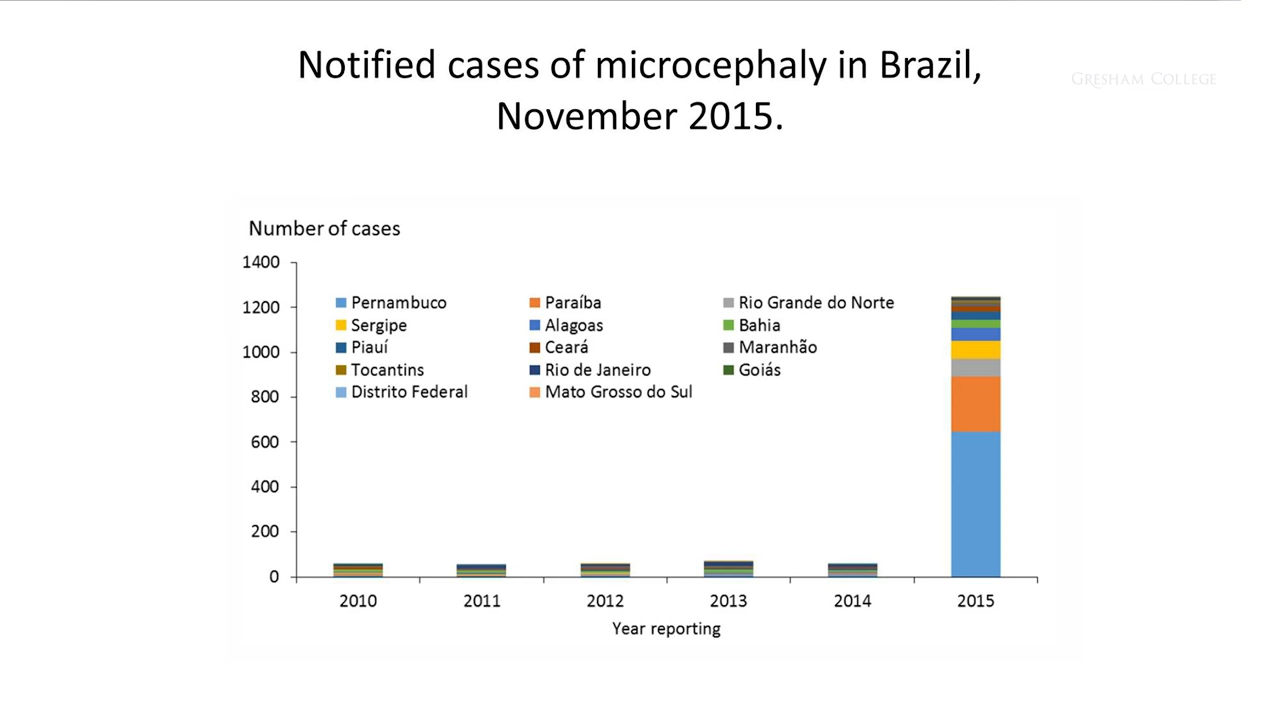 Notified cases of microcephaly in Brazil,
November 2015.
GRESHAM COLLEGE
Number of cases
1400
1200
1000
800
600
400
200
0
Pernambuco Paraíba Rio Grande do Norte
Sergipe Alagoas Bahia
Piauí Ceará Maranhão
Tocantins Rio de Janeiro Goiás
Distrito Federal Mato Grosso do Sul
2010 2011 2012 2013 2014 2015
Year reporting